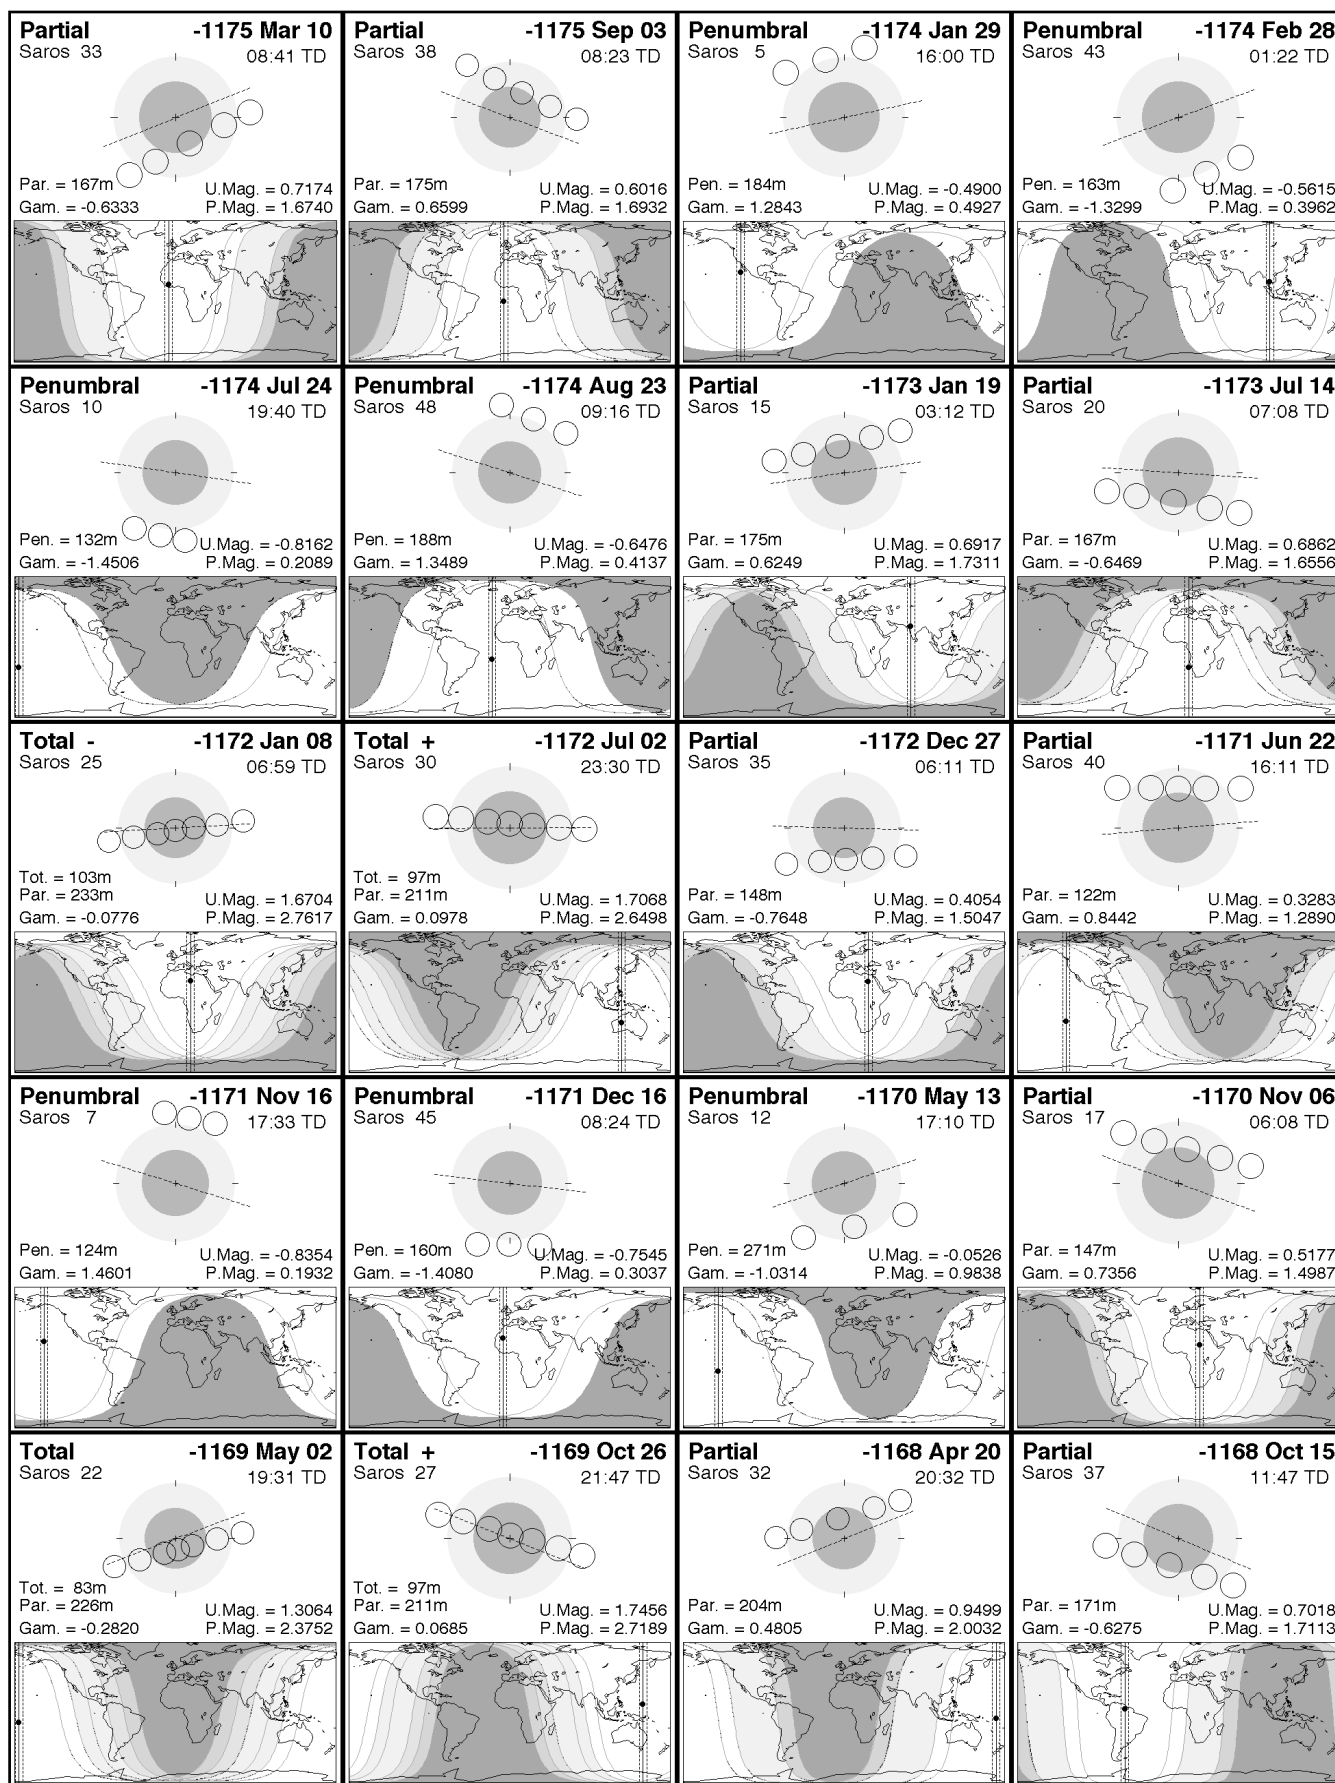 Partial -1175 Mar 10
Saros 33 08:41 TD
Par. = 167m U.Mag. = 0.7174
Gam. = -0.6333 P.Mag. = 1.6740
Partial -1175 Sep 03
Saros 38 08:23 TD
Par. = 175m U.Mag. = 0.6016
Gam. = 0.6599 P.Mag. = 1.6932
Penumbral -1174 Jan 29
Saros 5 16:00 TD
Pen. = 184m U.Mag. = -0.4900
Gam. = 1.2843 P.Mag. = 0.4927
Penumbral -1174 Feb 28
Saros 43 01:22 TD
Pen. = 163m U.Mag. = -0.5615
Gam. = -1.3299 P.Mag. = 0.3962
Penumbral -1174 Jul 24
Saros 10 19:40 TD
Pen. = 132m U.Mag. = -0.8162
Gam. = -1.4506 P.Mag. = 0.2089
Penumbral -1174 Aug 23
Saros 48 09:16 TD
Pen. = 188m U.Mag. = -0.6476
Gam. = 1.3489 P.Mag. = 0.4137
Partial -1173 Jan 19
Saros 15 03:12 TD
Par. = 175m U.Mag. = 0.6917
Gam. = 0.6249 P.Mag. = 1.7311
Partial -1173 Jul 14
Saros 20 07:08 TD
Par. = 167m U.Mag. = 0.6862
Gam. = -0.6469 P.Mag. = 1.6556
Total - -1172 Jan 08
Saros 25 06:59 TD
Tot. = 103m
Par. = 233m U.Mag. = 1.6704
Gam. = -0.0776 P.Mag. = 2.7617
Total + -1172 Jul 02
Saros 30 23:30 TD
Tot. = 97m
Par. = 211m U.Mag. = 1.7068
Gam. = 0.0978 P.Mag. = 2.6498
Partial -1172 Dec 27
Saros 35 06:11 TD
Par. = 148m U.Mag. = 0.4054
Gam. = -0.7648 P.Mag. = 1.5047
Partial -1171 Jun 22
Saros 40 16:11 TD
Par. = 122m U.Mag. = 0.3283
Gam. = 0.8442 P.Mag. = 1.2890
Penumbral -1171 Nov 16
Saros 7 17:33 TD
Pen. = 124m U.Mag. = -0.8354
Gam. = 1.4601 P.Mag. = 0.1932
Penumbral -1171 Dec 16
Saros 45 08:24 TD
Pen. = 160m U.Mag. = -0.7545
Gam. = -1.4080 P.Mag. = 0.3037
Penumbral -1170 May 13
Saros 12 17:10 TD
Pen. = 271m U.Mag. = -0.0526
Gam. = -1.0314 P.Mag. = 0.9838
Partial -1170 Nov 06
Saros 17 06:08 TD
Par. = 147m U.Mag. = 0.5177
Gam. = 0.7356 P.Mag. = 1.4987
Total -1169 May 02
Saros 22 19:31 TD
Tot. = 83m
Par. = 226m U.Mag. = 1.3064
Gam. = -0.2820 P.Mag. = 2.3752
Total + -1169 Oct 26
Saros 27 21:47 TD
Tot. = 97m
Par. = 211m U.Mag. = 1.7456
Gam. = 0.0685 P.Mag. = 2.7189
Partial -1168 Apr 20
Saros 32 20:32 TD
Par. = 204m U.Mag. = 0.9499
Gam. = 0.4805 P.Mag. = 2.0032
Partial -1168 Oct 15
Saros 37 11:47 TD
Par. = 171m U.Mag. = 0.7018
Gam. = -0.6275 P.Mag. = 1.7113